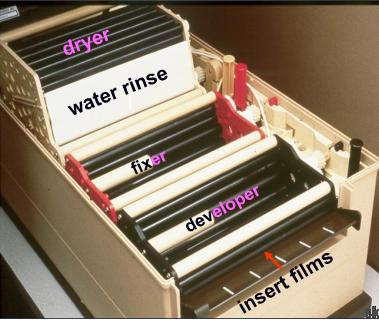 dryer
water rinse
fixer
developer
insert films